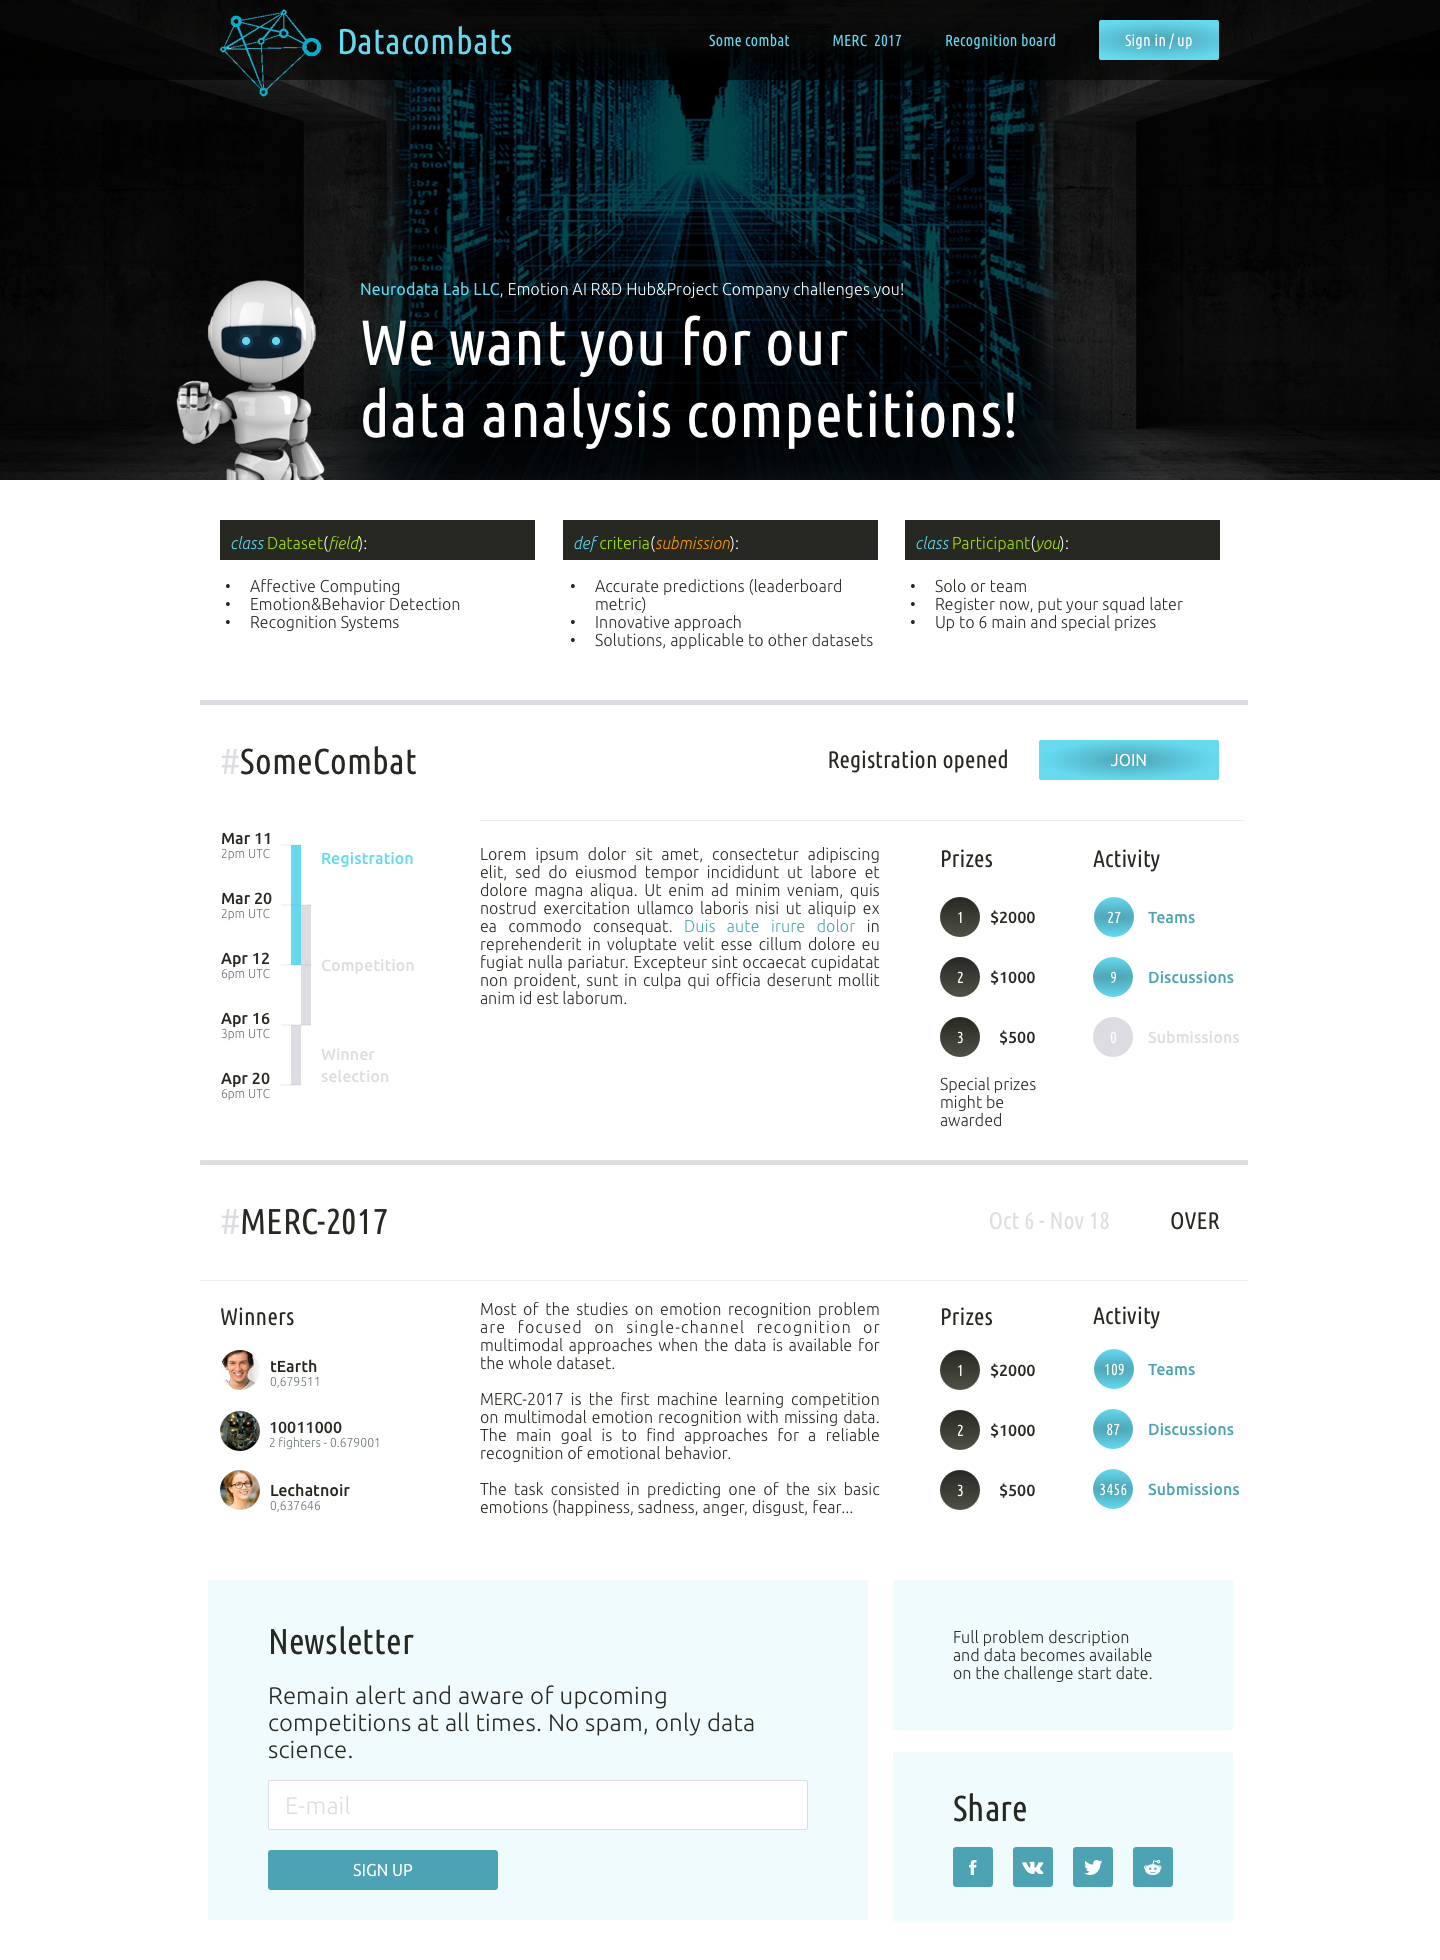 Datacombats
Some combat
MERC 2017
Recognition board
Sign in / up
Neurodata Lab LLC, Emotion AI R&D Hub&Project Company challenges you!
We want you for our
data analysis competitions!
class Dataset(field):
• Affective Computing
• Emotion&Behavior Detection
• Recognition Systems
def criteria(submission):
• Accurate predictions (leaderboard
metric)
• Innovative approach
• Solutions, applicable to other datasets
class Participant(you):
• Solo or team
• Register now, put your squad later
• Up to 6 main and special prizes
#SomeCombat
Registration opened
JOIN
Mar 11
2pm UTC
Mar 20
2pm UTC
Apr 12
6pm UTC
Apr 16
3pm UTC
Apr 20
6pm UTC
Registration
Competition
Winner
selection
Lorem ipsum dolor sit amet, consectetur adipiscing
elit, sed do eiusmod tempor incididunt ut labore et
dolore magna aliqua. Ut enim ad minim veniam, quis
nostrud exercitation ullamco laboris nisi ut aliquip ex
ea commodo consequat. Duis aute irure dolor in
reprehenderit in voluptate velit esse cillum dolore eu
fugiat nulla pariatur. Excepteur sint occaecat cupidatat
non proident, sunt in culpa qui officia deserunt mollit
anim id est laborum.
Prizes
1 $2000
2 $1000
3 $500
Special prizes
might be
awarded
Activity
27 Teams
9 Discussions
0 Submissions
#MERC-2017
Oct 6 - Nov 18
OVER
Winners
tEarth
0,679511
10011000
2 fighters - 0.679001
Lechatnoir
0,637646
Most of the studies on emotion recognition problem
are focused on single-channel recognition or
multimodal approaches when the data is available for
the whole dataset.
MERC-2017 is the first machine learning competition
on multimodal emotion recognition with missing data.
The main goal is to find approaches for a reliable
recognition of emotional behavior.
The task consisted in predicting one of the six basic
emotions (happiness, sadness, anger, disgust, fear...
Prizes
1 $2000
2 $1000
3 $500
Activity
109 Teams
87 Discussions
3456 Submissions
Newsletter
Remain alert and aware of upcoming
competitions at all times. No spam, only data
science.
E-mail
SIGN UP
Full problem description
and data becomes available
on the challenge start date.
Share